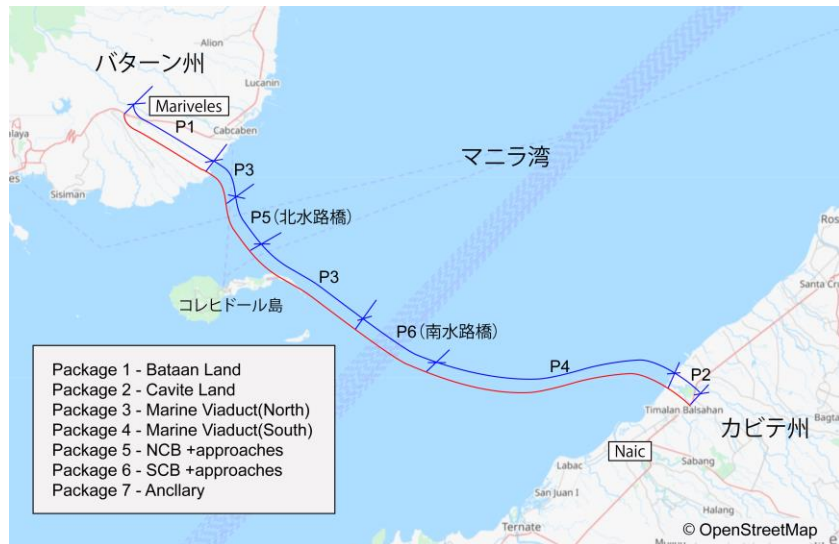 Alion
バターン州
Lucanin
Mariveles
Cabcaben
P1
P3
マニラ湾
Sisiman
P5（北水路橋）
P3
コレヒドール島
P6（南水路橋）
P4
P2
Santa Cru
Timalan Balsahan
カビテ州
Naic
Labac
Sabang
San Juan I
Halang
Ternate
Package 1 - Bataan Land
Package 2 - Cavite Land
Package 3 - Marine Viaduct(North)
Package 4 - Marine Viaduct(South)
Package 5 - NCB +approaches
Package 6 - SCB +approaches
Package 7 - Ancllary
© OpenStreetMap